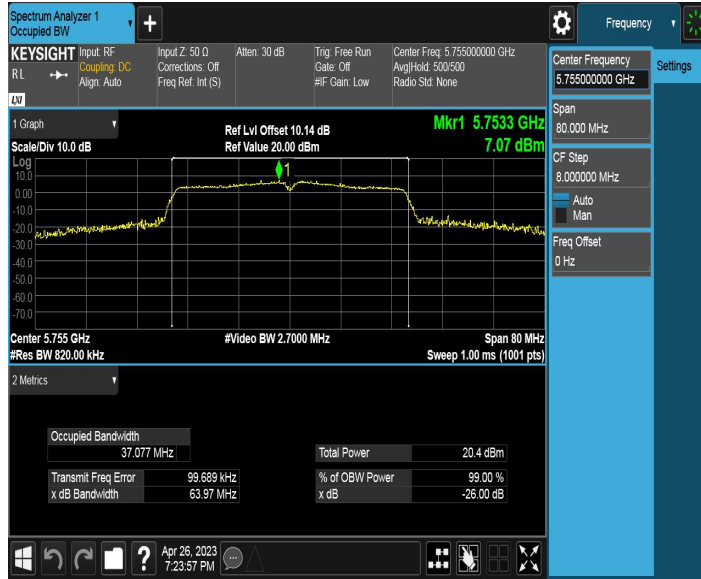 Spectrum Analyzer 1
Occupied BW
Frequency
KEYSIGHT
RL
LXI
Input: RF
Coupling: DC
Align: Auto
Input Z: 50 Ω
Corrections: Off
Freq Ref: Int (S)
Atten: 30 dB
Trig: Free Run
Gate: Off
#IF Gain: Low
Center Freq: 5.755000000 GHz
Avg|Hold: 500/500
Radio Std: None
Center Frequency
5.755000000 GHz
Settings
Span
80.000 MHz
CF Step
8.000000 MHz
Auto
Man
Freq Offset
0 Hz
1 Graph
Scale/Div 10.0 dB
Ref Lvl Offset 10.14 dB
Ref Value 20.00 dBm
Mkr1 5.7533 GHz
7.07 dBm
Log
10.0
0.00
-10.0
-20.0
-30.0
-40.0
-50.0
-60.0
-70.0
1
Center 5.755 GHz
#Res BW 820.00 kHz
#Video BW 2.7000 MHz
Span 80 MHz
Sweep 1.00 ms (1001 pts)
2 Metrics
Occupied Bandwidth
37.077 MHz
Transmit Freq Error 99.689 kHz
x dB Bandwidth 63.97 MHz
Total Power 20.4 dBm
% of OBW Power 99.00 %
x dB -26.00 dB
Apr 26, 2023
7:23:57 PM